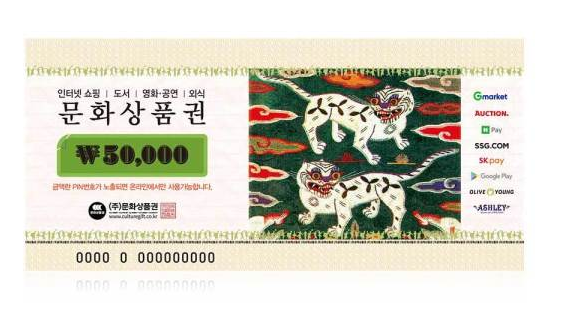 인터넷 쇼핑 | 도서 | 영화·공연 | 외식
문화상품권
₩50,000
금액란 PIN번호가 노출되면 온라인에서만 사용가능합니다.
(주)문화상품권
www.culturegift.co.kr
0000 0 000000000
Gmarket
AUCTION.
N Pay
SSG.COM
SK pay
Google Play
OLIVE YOUNG
ASHLEY